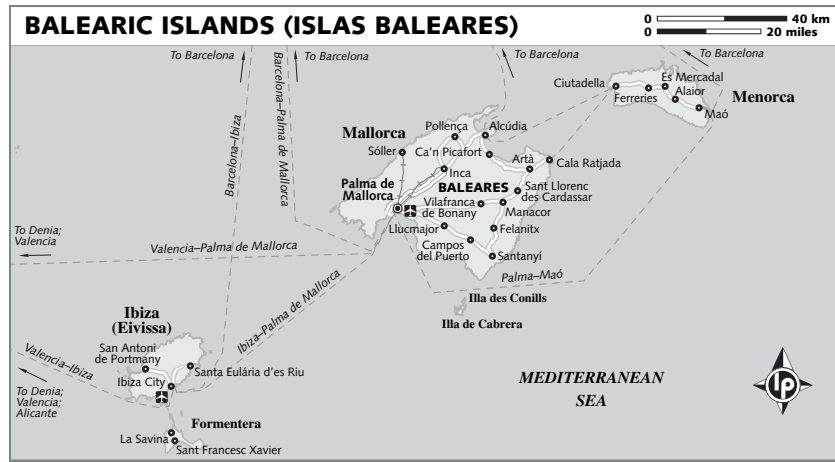 BALEARIC ISLANDS (ISLAS BALEARES)
0 40 km
0 20 miles
To Barcelona
To Barcelona
To Barcelona
To Barcelona
Ciutadella
Es Mercadal
Ferreries
Alaior
Maó
Menorca
Barcelona–Ibiza
Barcelona–Palma de Mallorca
Mallorca
Pollença
Alcúdia
Sóller
Ca'n Picafort
Artà
Cala Ratjada
Inca
Palma de
Mallorca
BALEARES
Sant Llorenc
des Cardassar
Vilafranca
de Bonany
Manacor
Llucmajor
Felanitx
Campos
del Puerto
Santanyí
To Denia;
Valencia
Valencia–Palma de Mallorca
Palma–Maó
Illa des Conills
Illa de Cabrera
Ibiza–Palma de Mallorca
Ibiza
(Eivissa)
San Antoni
de Portmany
Santa Eulária d'es Riu
Ibiza City
Valencia–Ibiza
To Denia;
Valencia;
Alicante
Formentera
La Savina
Sant Francesc Xavier
MEDITERRANEAN
SEA
lp